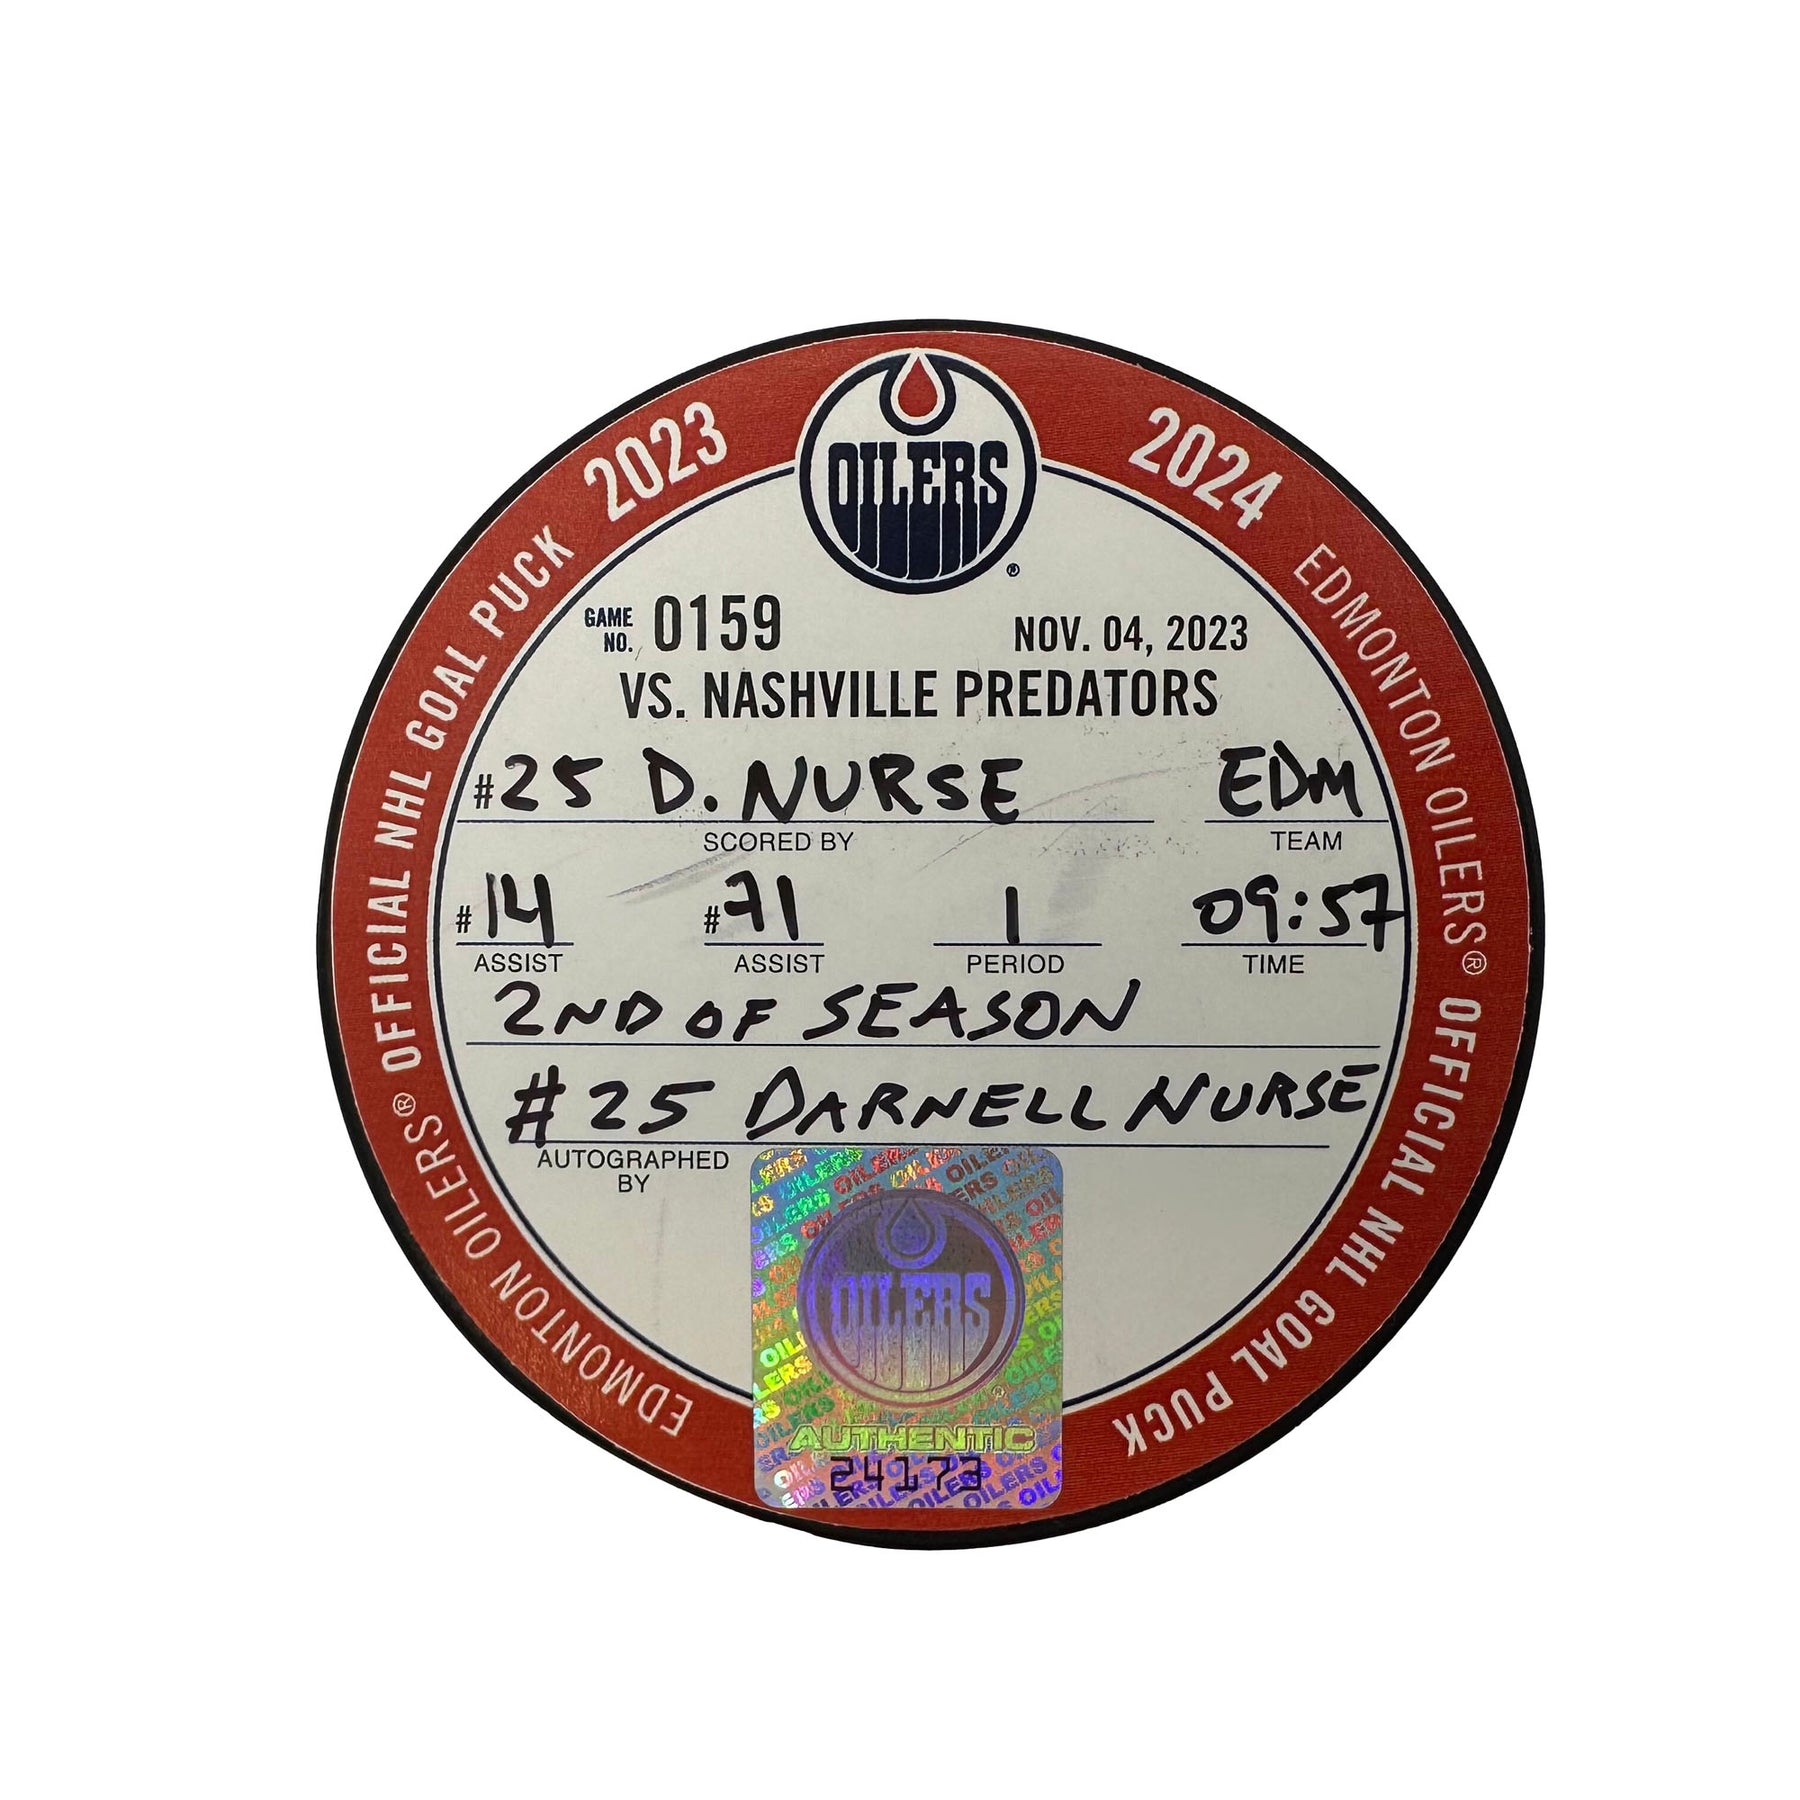 2023
2024
OFFICIAL NHL GOAL PUCK
EDMONTON OILERS®
OFFICIAL NHL GOAL PUCK
EDMONTON OILERS®
OILERS
®
GAME NO. 0159 NOV. 04, 2023
VS. NASHVILLE PREDATORS
#25 D. NURSE EDM
SCORED BY TEAM
#14 #71 1 09:57
ASSIST ASSIST PERIOD TIME
2ND OF SEASON
#25 DARNELL NURSE
AUTOGRAPHED
BY
OILERS
AUTHENTIC
24173